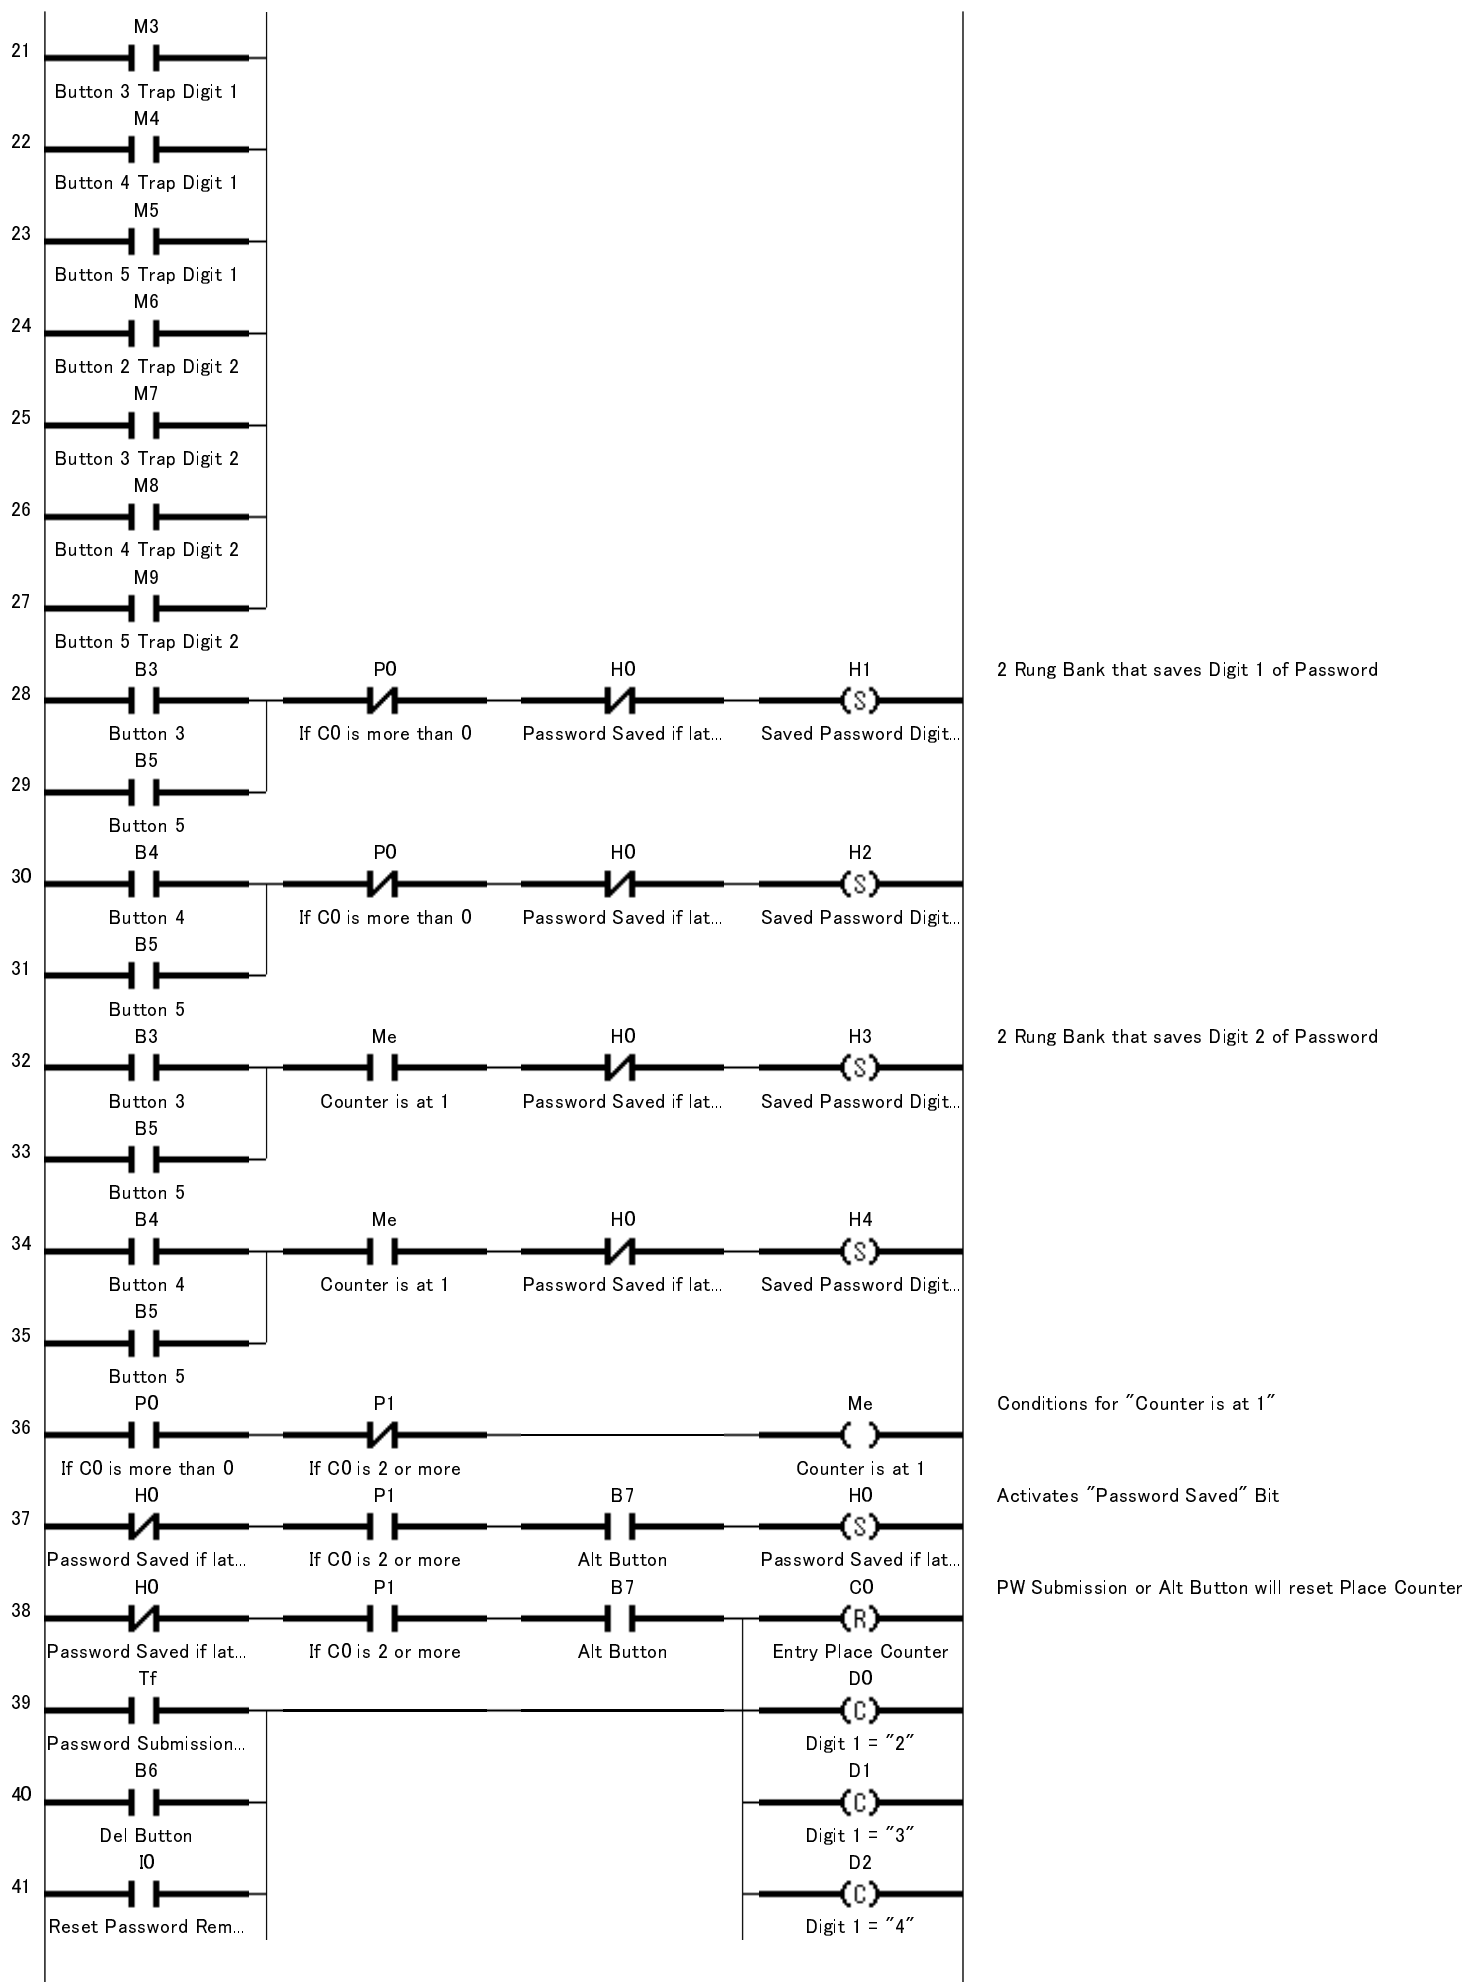 M3
21
Button 3 Trap Digit 1
M4
22
Button 4 Trap Digit 1
M5
23
Button 5 Trap Digit 1
M6
24
Button 2 Trap Digit 2
M7
25
Button 3 Trap Digit 2
M8
26
Button 4 Trap Digit 2
M9
27
Button 5 Trap Digit 2
B3 P0 H0 H1 2 Rung Bank that saves Digit 1 of Password
28 (S)
Button 3 If C0 is more than 0 Password Saved if lat... Saved Password Digit...
B5
29
Button 5
B4 P0 H0 H2
30 (S)
Button 4 If C0 is more than 0 Password Saved if lat... Saved Password Digit...
B5
31
Button 5
B3 Me H0 H3 2 Rung Bank that saves Digit 2 of Password
32 (S)
Button 3 Counter is at 1 Password Saved if lat... Saved Password Digit...
B5
33
Button 5
B4 Me H0 H4
34 (S)
Button 4 Counter is at 1 Password Saved if lat... Saved Password Digit...
B5
35
Button 5
P0 P1 Me Conditions for "Counter is at 1"
36 ( )
If C0 is more than 0 If C0 is 2 or more Counter is at 1
H0 P1 B7 H0 Activates "Password Saved" Bit
37 (S)
Password Saved if lat... If C0 is 2 or more Alt Button Password Saved if lat...
H0 P1 B7 C0 PW Submission or Alt Button will reset Place Counter
38 (R)
Password Saved if lat... If C0 is 2 or more Alt Button Entry Place Counter
Tf D0
39 (C)
Password Submission... Digit 1 = "2"
B6 D1
40 (C)
Del Button Digit 1 = "3"
I0 D2
41 (C)
Reset Password Rem... Digit 1 = "4"